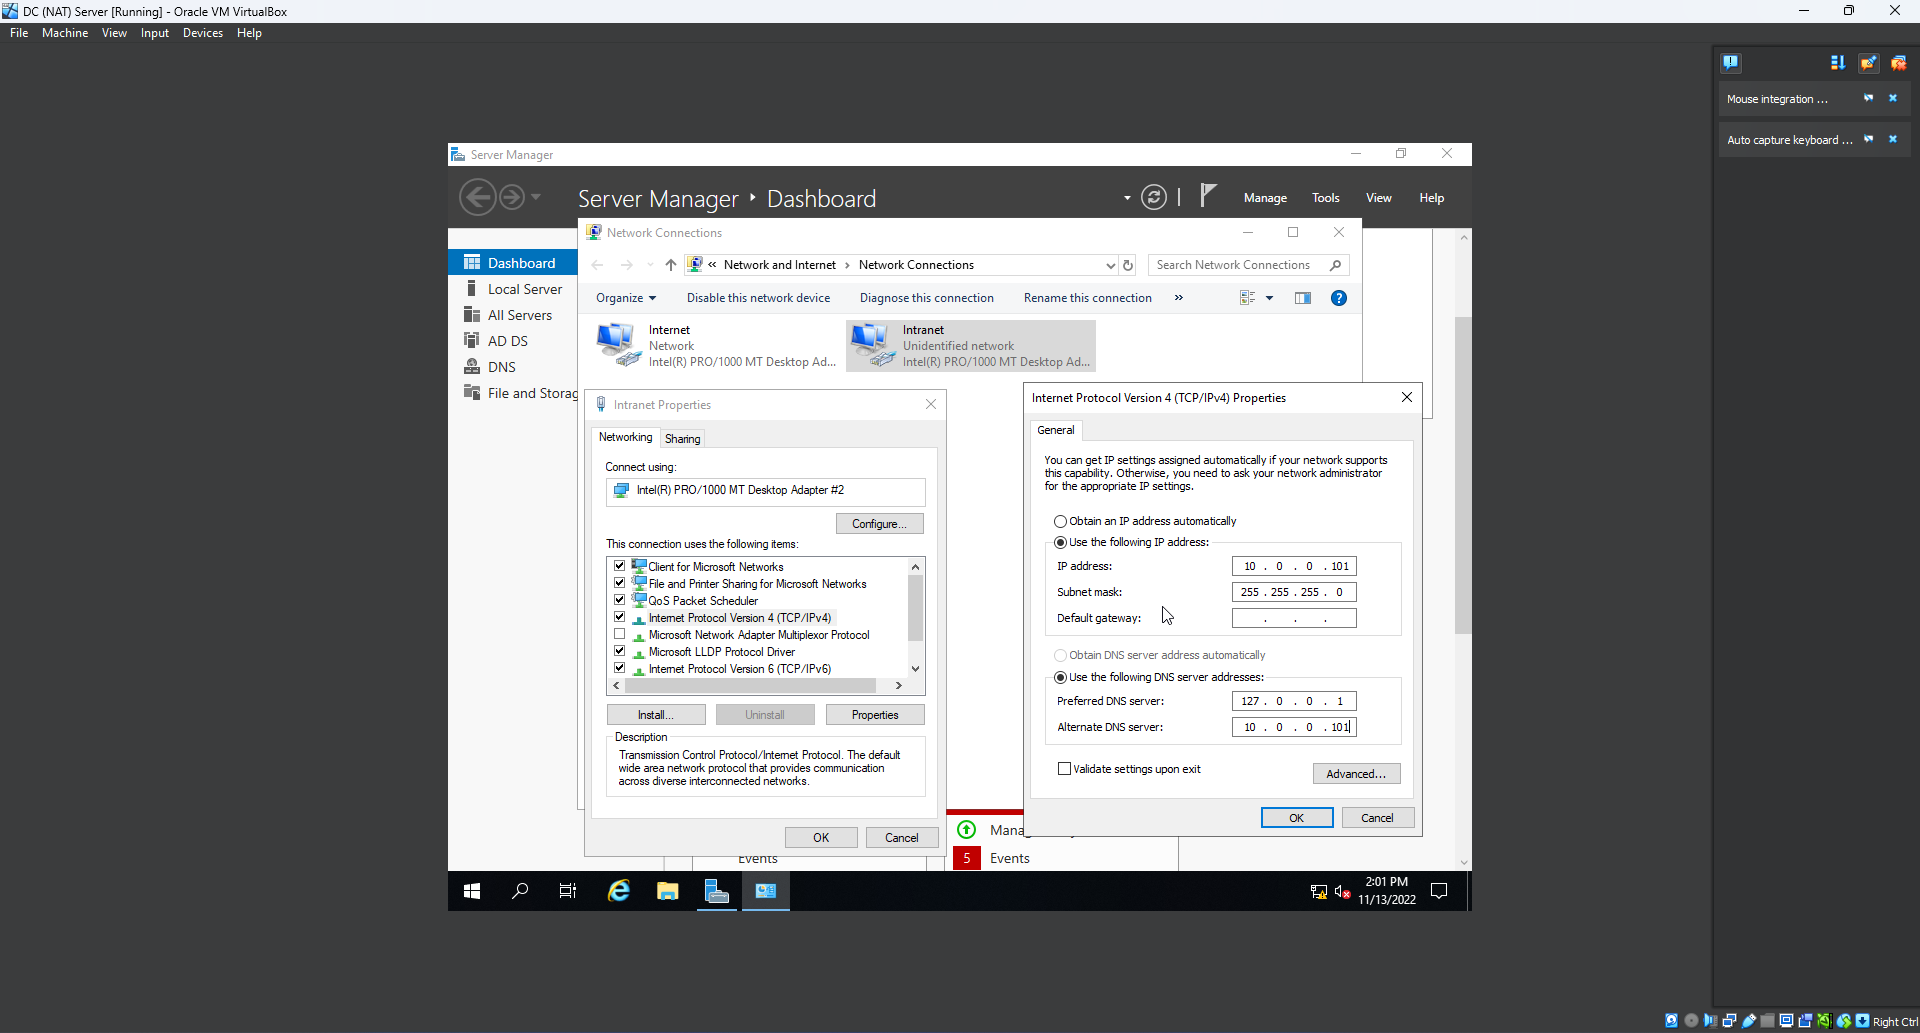 DC (NAT) Server [Running] - Oracle VM VirtualBox
File Machine View Input Devices Help
Mouse integration ...
Auto capture keyboard ...
Server Manager
Server Manager Dashboard
Manage Tools View Help
Network Connections
« Network and Internet › Network Connections
Search Network Connections
Organize Disable this network device Diagnose this connection Rename this connection »
Dashboard
Local Server
All Servers
AD DS
DNS
File and Storag
Internet
Network
Intel(R) PRO/1000 MT Desktop Ad...
Intranet
Unidentified network
Intel(R) PRO/1000 MT Desktop Ad...
Intranet Properties
Networking Sharing
Connect using:
Intel(R) PRO/1000 MT Desktop Adapter #2
Configure...
This connection uses the following items:
Client for Microsoft Networks
File and Printer Sharing for Microsoft Networks
QoS Packet Scheduler
Internet Protocol Version 4 (TCP/IPv4)
Microsoft Network Adapter Multiplexor Protocol
Microsoft LLDP Protocol Driver
Internet Protocol Version 6 (TCP/IPv6)
Install... Uninstall Properties
Description
Transmission Control Protocol/Internet Protocol. The default
wide area network protocol that provides communication
across diverse interconnected networks.
OK Cancel
Events
Internet Protocol Version 4 (TCP/IPv4) Properties
General
You can get IP settings assigned automatically if your network supports
this capability. Otherwise, you need to ask your network administrator
for the appropriate IP settings.
Obtain an IP address automatically
Use the following IP address:
IP address: 10 . 0 . 0 . 101
Subnet mask: 255 . 255 . 255 . 0
Default gateway: . . .
Obtain DNS server address automatically
Use the following DNS server addresses:
Preferred DNS server: 127 . 0 . 0 . 1
Alternate DNS server: 10 . 0 . 0 . 101
Validate settings upon exit
Advanced...
OK Cancel
Mana
5 Events
2:01 PM
11/13/2022
Right Ctrl